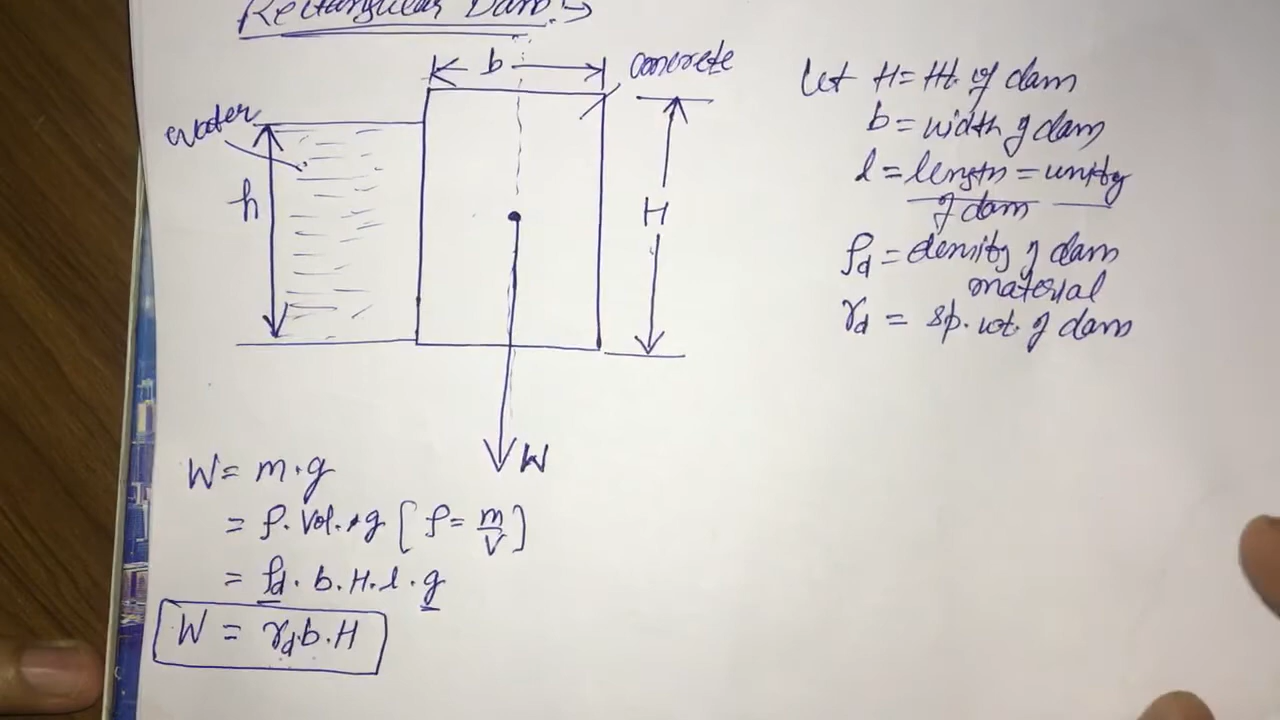 Rectangular Dam :→
b
concrete
water
h
H
W
let H = Ht. of dam
b = width of dam
l = length = unity
of dam
ρd = density of dam
material
γd = sp. wt. of dam
W = m.g
= ρ. Vol. * g [ρ = m/V]
= ρd . b. H. l . g
W = γd.b.H